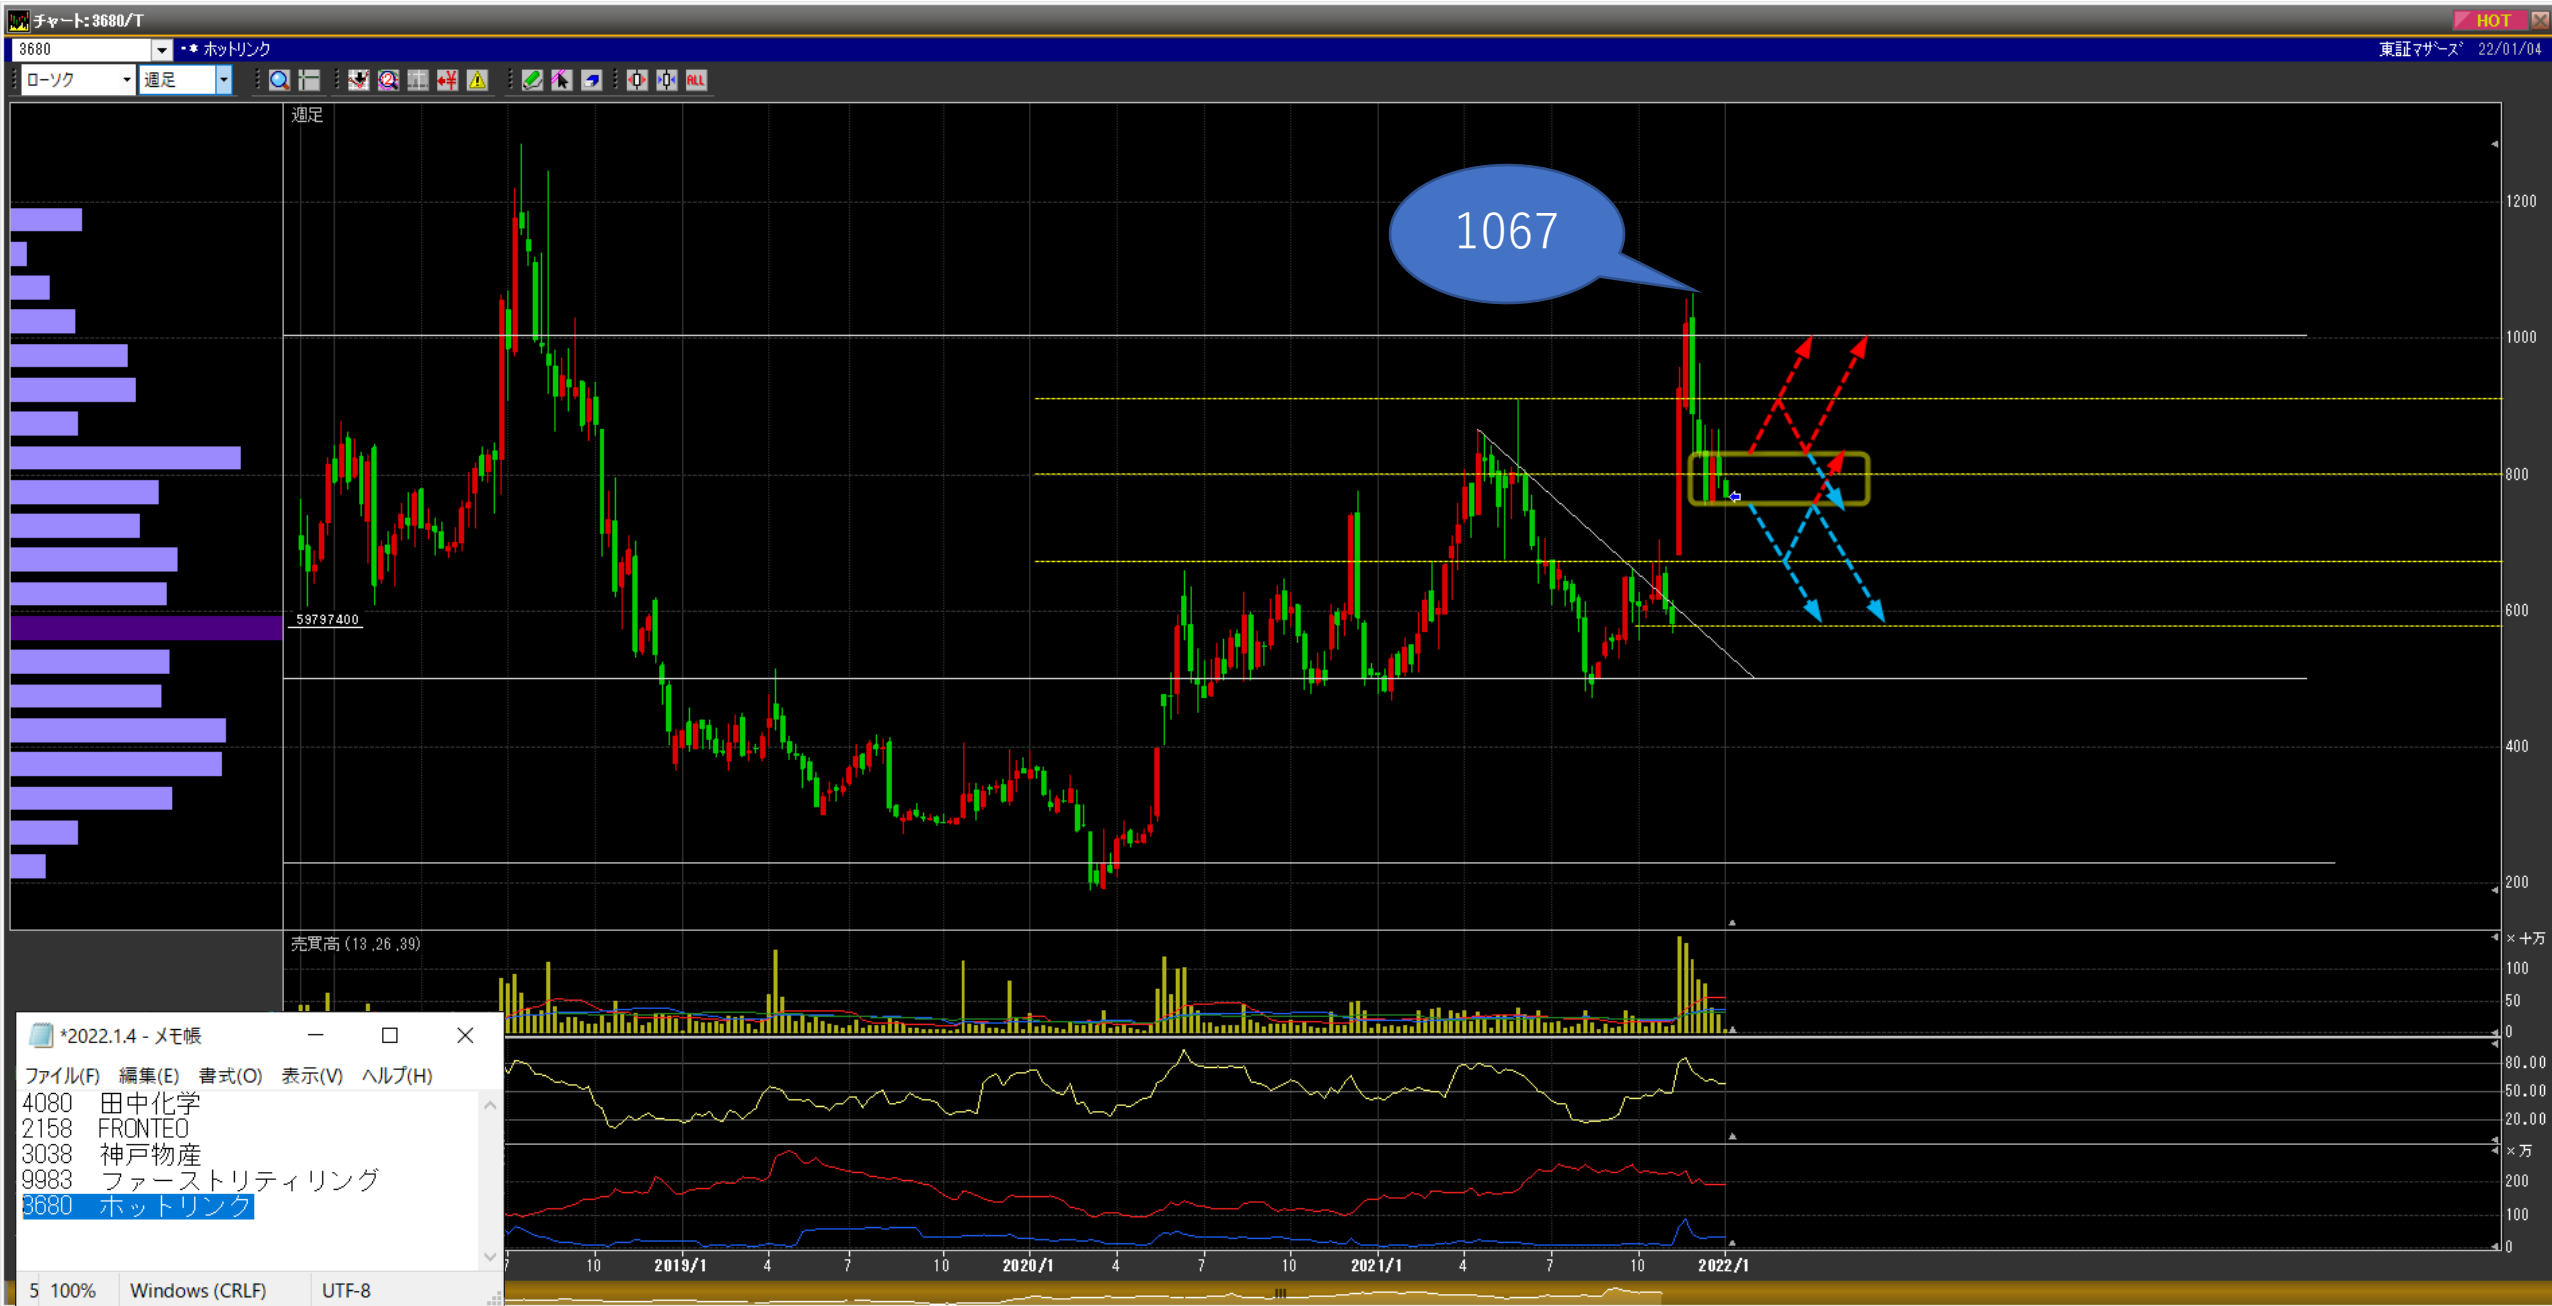 チャート:3680/T
HOT
3680
・* ホットリンク
東証マザーズ 22/01/04
ローソク
週足
ALL
週足
1067
1200
1000
800
600
400
200
59797400
売買高(13,26,39)
×十万
100
50
0
80.00
50.00
20.00
×万
200
100
0
7
10
2019/1
4
7
10
2020/1
4
7
10
2021/1
4
7
10
2022/1
*2022.1.4 - メモ帳
ファイル(F) 編集(E) 書式(O) 表示(V) ヘルプ(H)
4080 田中化学
2158 FRONTEO
3038 神戸物産
9983 ファーストリティリング
3680 ホットリンク
5 100% Windows (CRLF) UTF-8